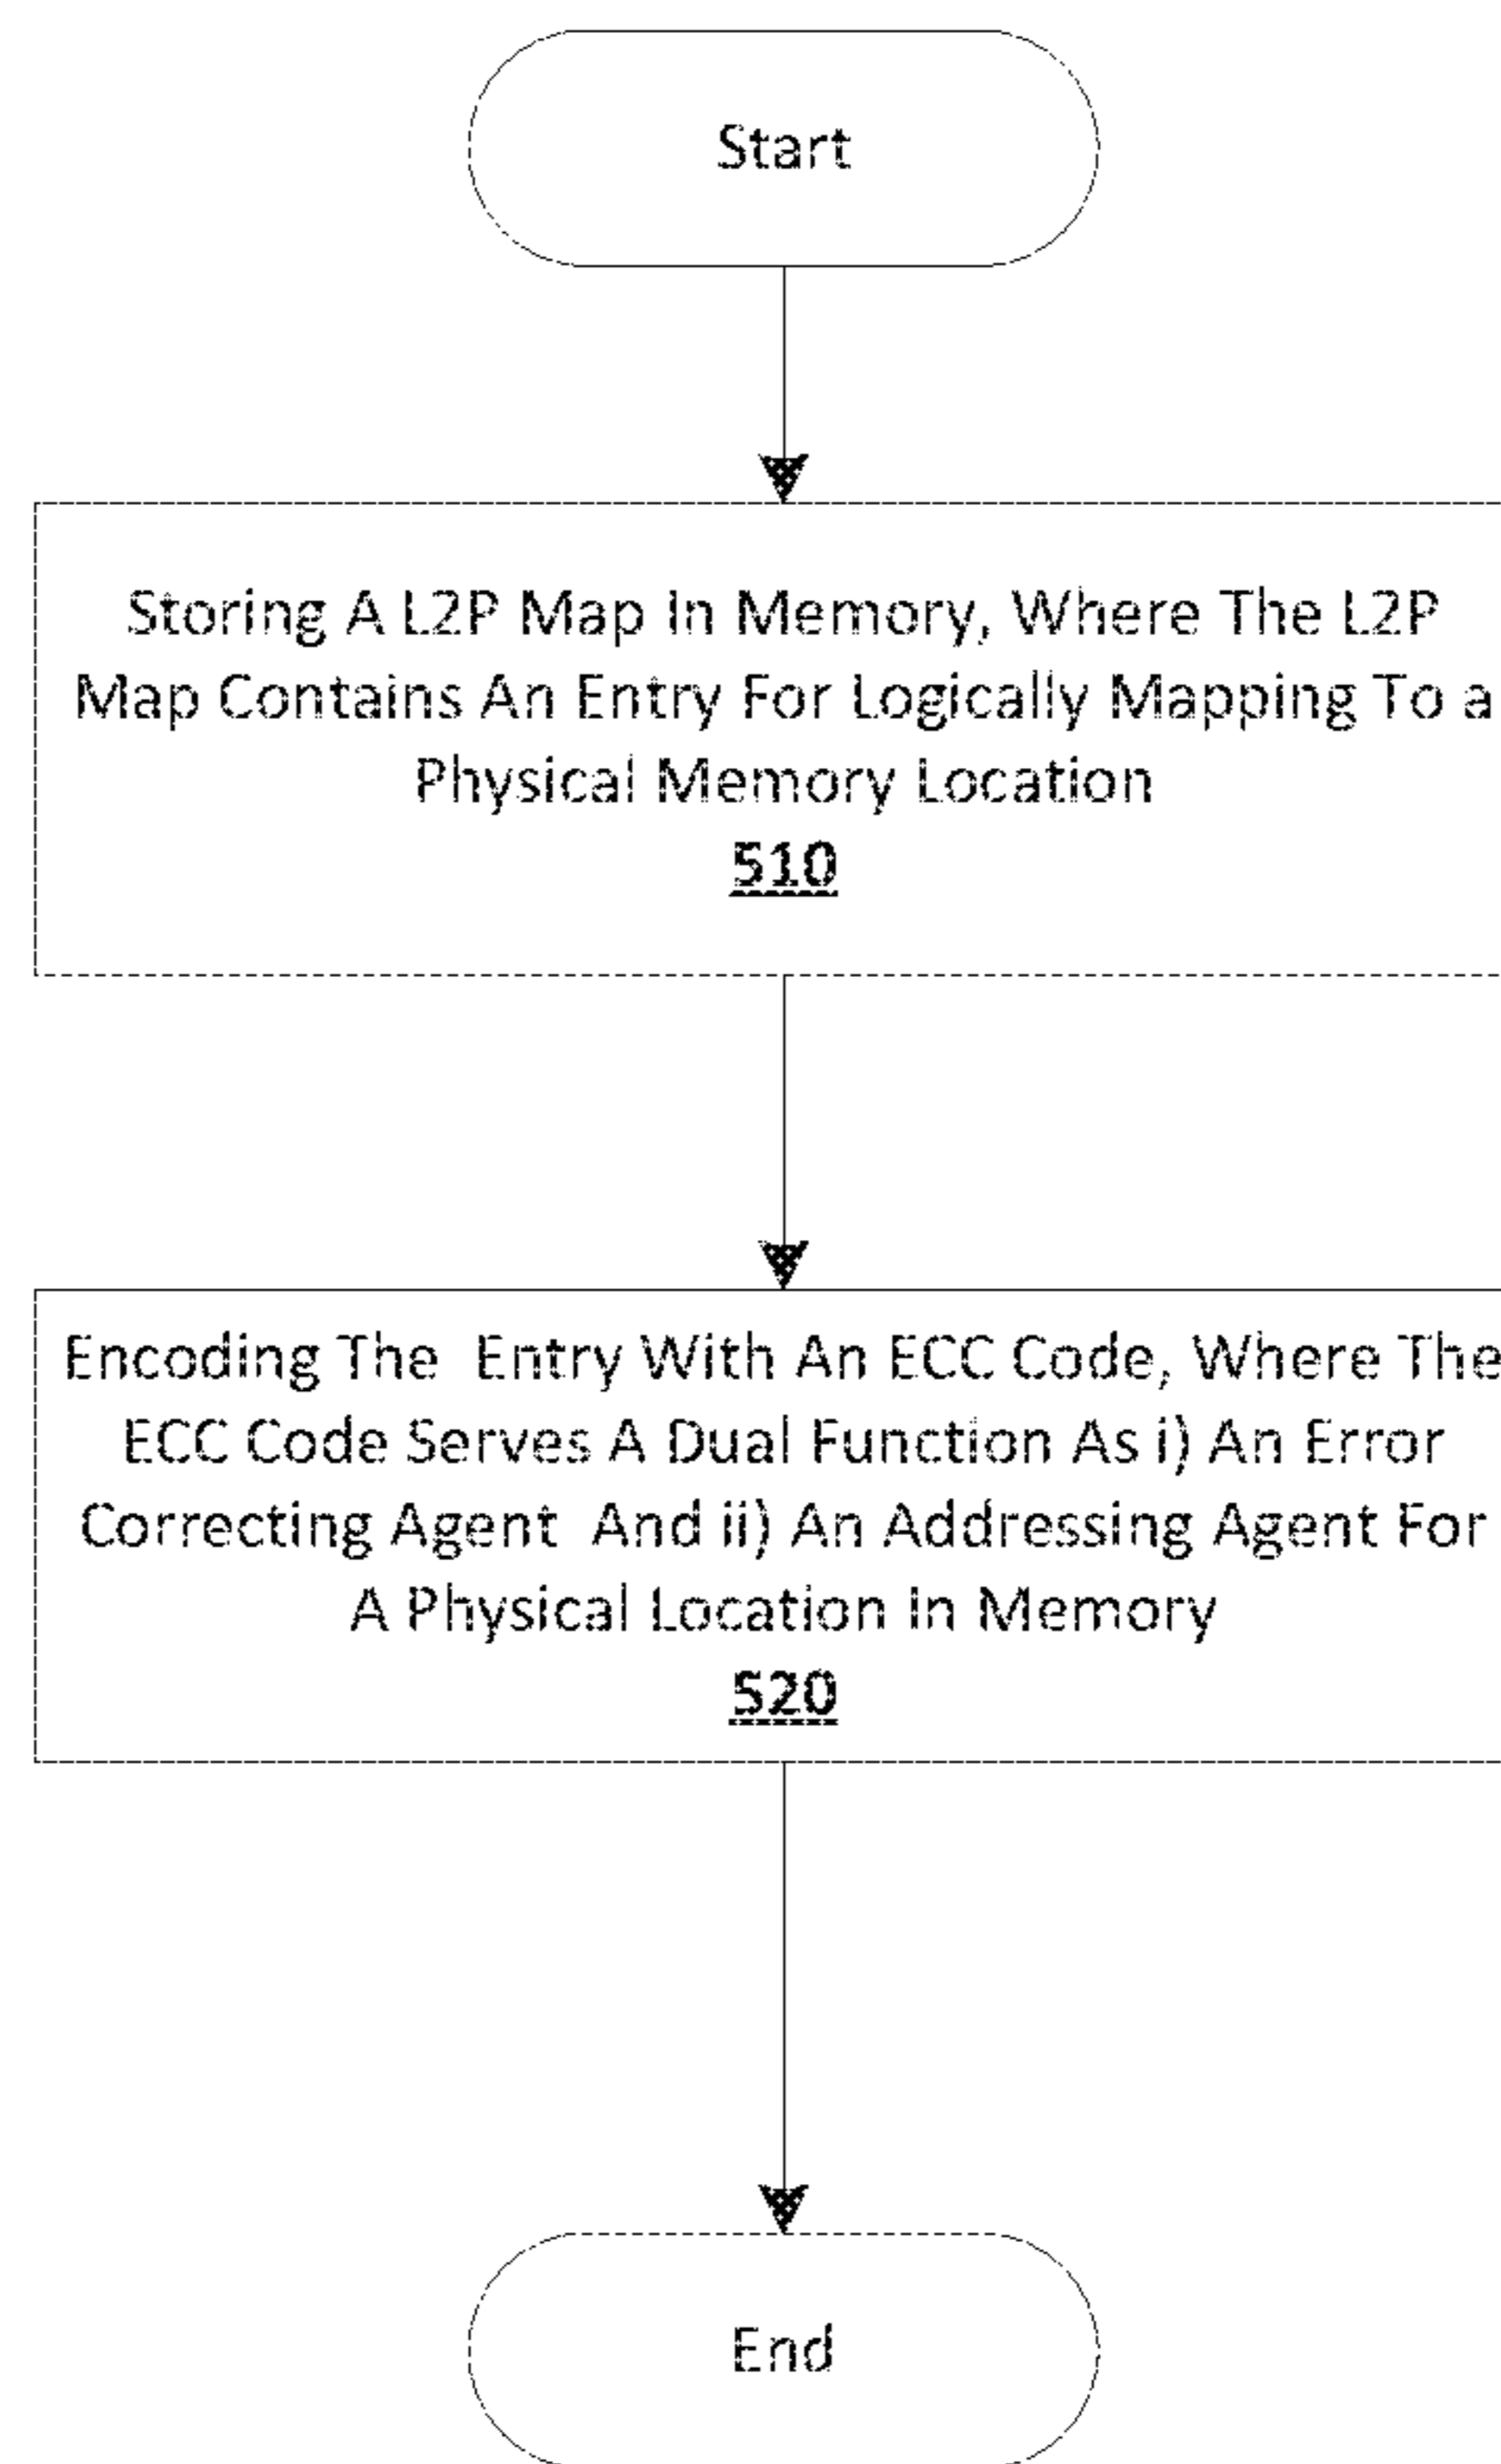 Start
Storing A L2P Map In Memory, Where The L2P
Map Contains An Entry For Logically Mapping To a
Physical Memory Location
510
Encoding The Entry With An ECC Code, Where The
ECC Code Serves A Dual Function As i) An Error
Correcting Agent And ii) An Addressing Agent For
A Physical Location In Memory
520
End